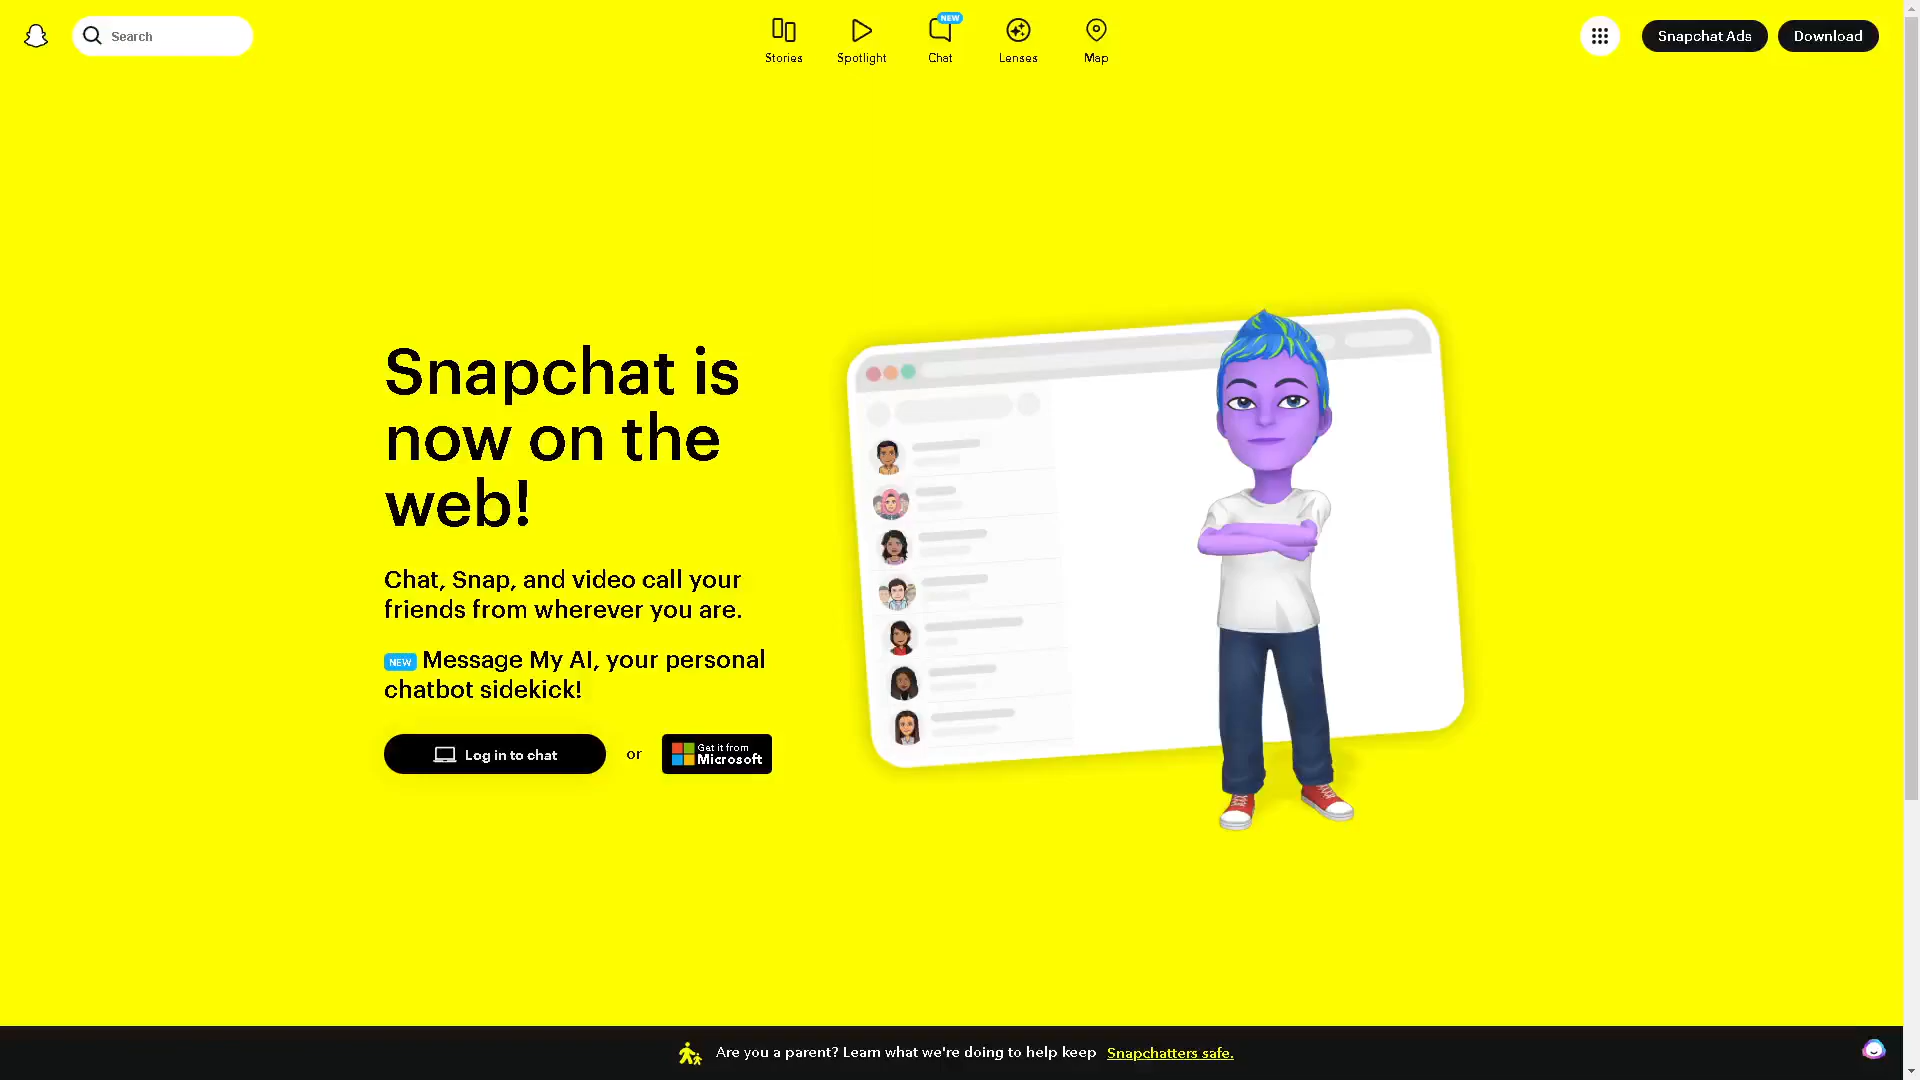 Search
Stories
Spotlight
NEW
Chat
Lenses
Map
Snapchat Ads
Download
Snapchat is
now on the
web!
Chat, Snap, and video call your
friends from wherever you are.
NEW Message My AI, your personal
chatbot sidekick!
Log in to chat
or
Get it from
Microsoft
Are you a parent? Learn what we're doing to help keep Snapchatters safe.